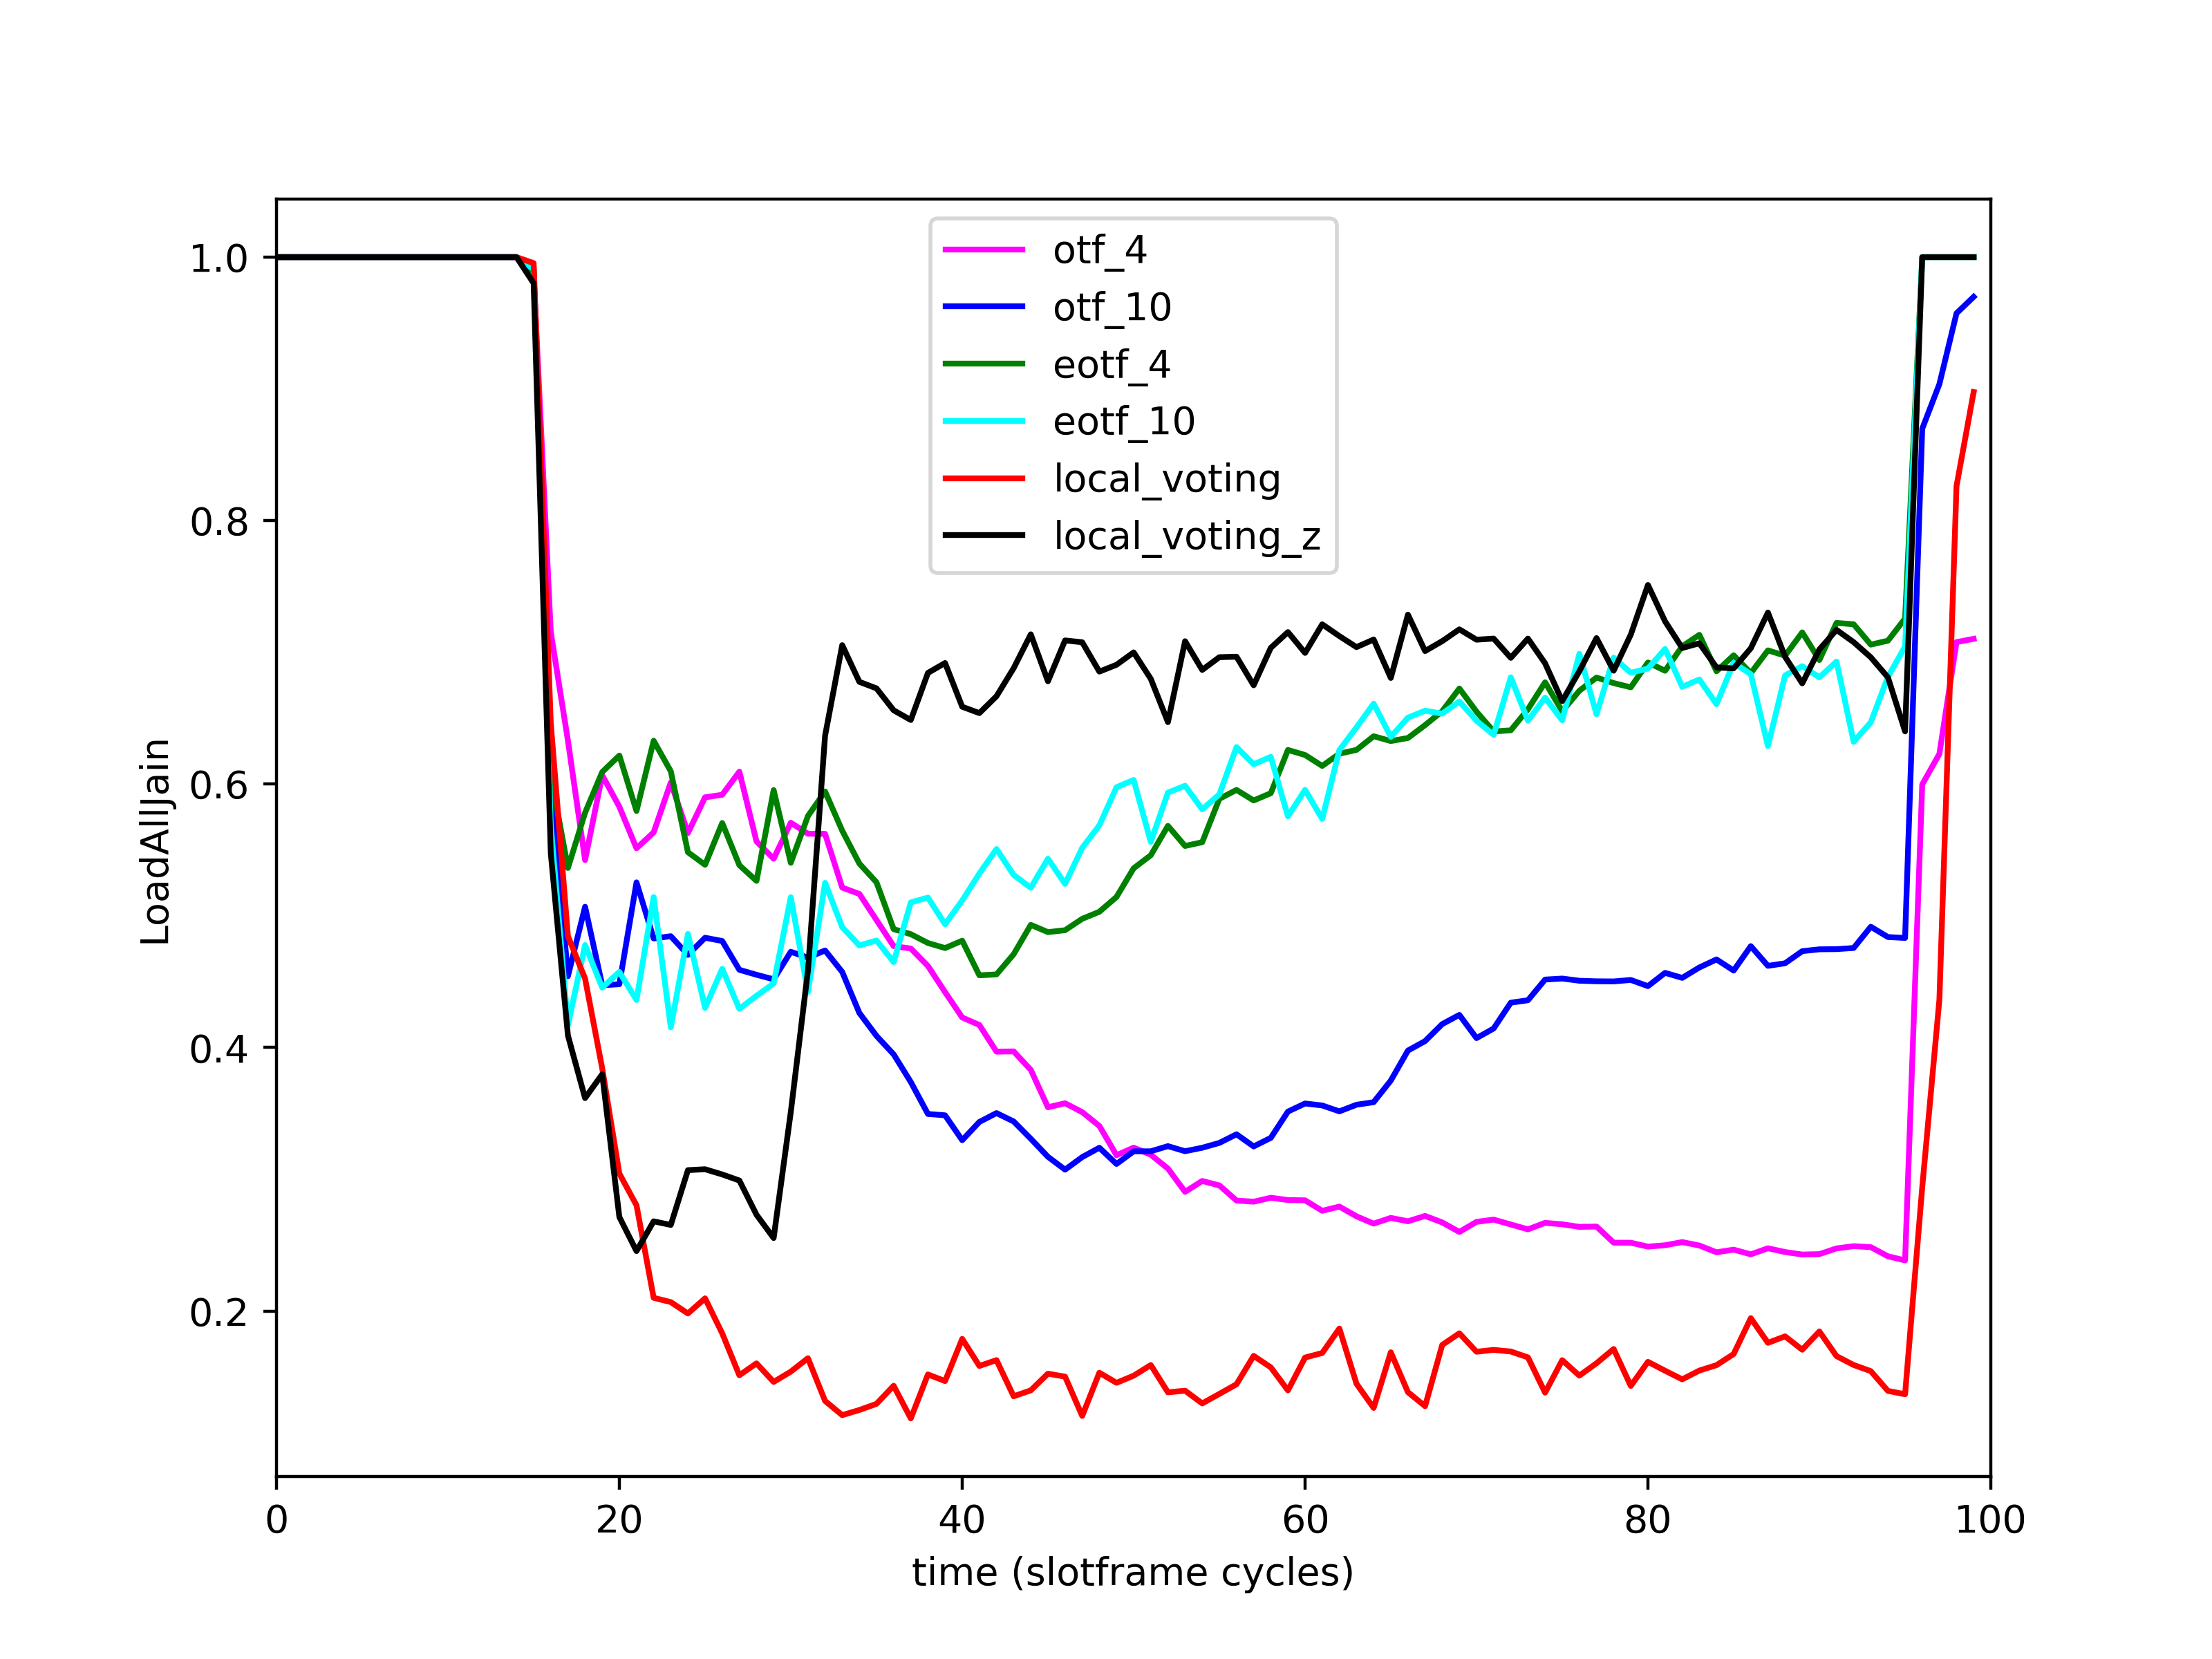 otf_4
otf_10
eotf_4
eotf_10
local_voting
local_voting_z
1.0
0.8
0.6
0.4
0.2
LoadAllJain
0 20 40 60 80 100
time (slotframe cycles)